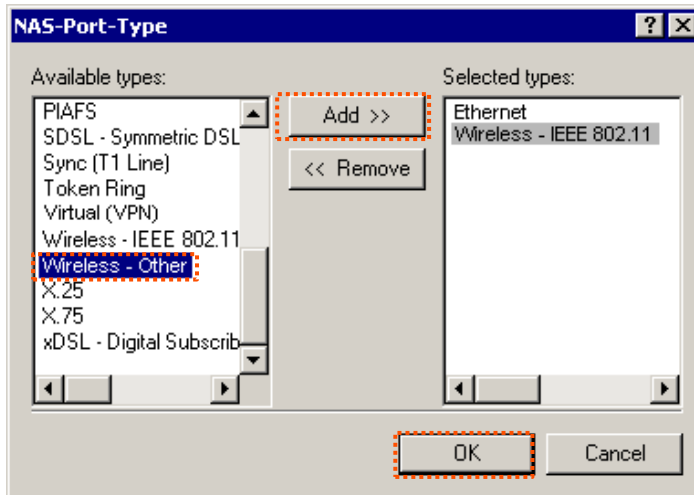 NAS-Port-Type
Available types:
PIAFS
SDSL - Symmetric DSL
Sync (T1 Line)
Token Ring
Virtual (VPN)
Wireless - IEEE 802.11
Wireless - Other
X.25
X.75
xDSL - Digital Subscrib
Add >>
<< Remove
Selected types:
Ethernet
Wireless - IEEE 802.11
OK
Cancel